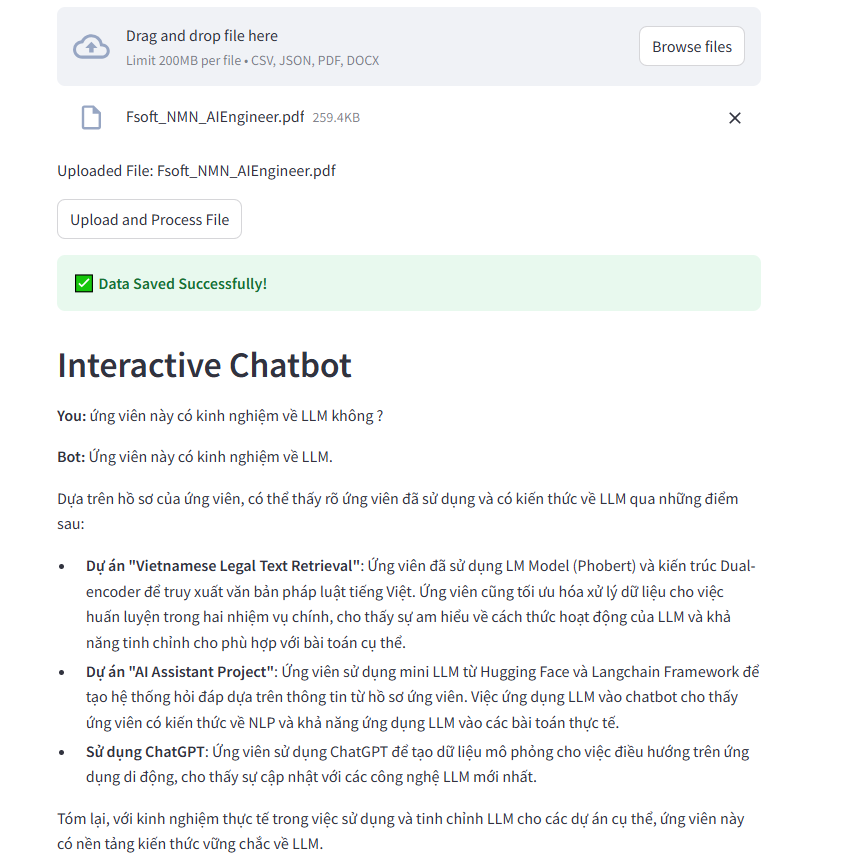 Drag and drop file here
Limit 200MB per file • CSV, JSON, PDF, DOCX
Browse files
Fsoft_NMN_AIEngineer.pdf 259.4KB
Uploaded File: Fsoft_NMN_AIEngineer.pdf
Upload and Process File
✅ Data Saved Successfully!
Interactive Chatbot
You: ứng viên này có kinh nghiệm về LLM không ?
Bot: Ứng viên này có kinh nghiệm về LLM.
Dựa trên hồ sơ của ứng viên, có thể thấy rõ ứng viên đã sử dụng và có kiến thức về LLM qua những điểm
sau:
• Dự án "Vietnamese Legal Text Retrieval": Ứng viên đã sử dụng LM Model (Phobert) và kiến trúc Dual-
encoder để truy xuất văn bản pháp luật tiếng Việt. Ứng viên cũng tối ưu hóa xử lý dữ liệu cho việc
huấn luyện trong hai nhiệm vụ chính, cho thấy sự am hiểu về cách thức hoạt động của LLM và khả
năng tinh chỉnh cho phù hợp với bài toán cụ thể.
• Dự án "AI Assistant Project": Ứng viên sử dụng mini LLM từ Hugging Face và Langchain Framework để
tạo hệ thống hỏi đáp dựa trên thông tin từ hồ sơ ứng viên. Việc ứng dụng LLM vào chatbot cho thấy
ứng viên có kiến thức về NLP và khả năng ứng dụng LLM vào các bài toán thực tế.
• Sử dụng ChatGPT: Ứng viên sử dụng ChatGPT để tạo dữ liệu mô phỏng cho việc điều hướng trên ứng
dụng di động, cho thấy sự cập nhật với các công nghệ LLM mới nhất.
Tóm lại, với kinh nghiệm thực tế trong việc sử dụng và tinh chỉnh LLM cho các dự án cụ thể, ứng viên này
có nền tảng kiến thức vững chắc về LLM.